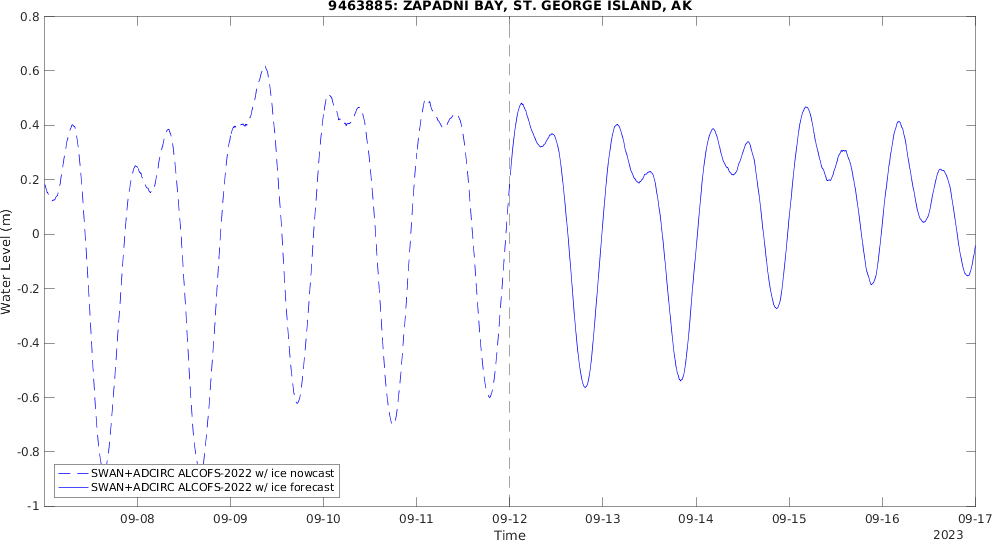 9463885: ZAPADNI BAY, ST. GEORGE ISLAND, AK
0.8
0.6
0.4
0.2
0
-0.2
-0.4
-0.6
-0.8
-1
Water Level (m)
SWAN+ADCIRC ALCOFS-2022 w/ ice nowcast
SWAN+ADCIRC ALCOFS-2022 w/ ice forecast
09-08 09-09 09-10 09-11 09-12 09-13 09-14 09-15 09-16 09-17
Time
2023